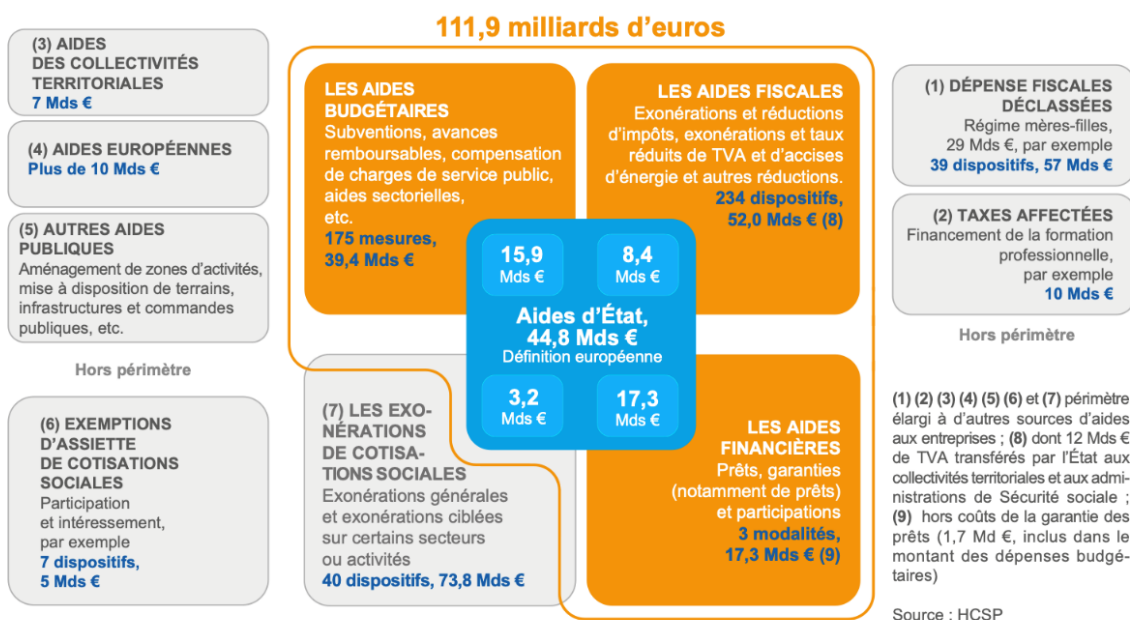 111,9 milliards d'euros
(3) AIDES
DES COLLECTIVITÉS
TERRITORIALES
7 Mds €
(4) AIDES EUROPÉENNES
Plus de 10 Mds €
(5) AUTRES AIDES
PUBLIQUES
Aménagement de zones d'activités,
mise à disposition de terrains,
infrastructures et commandes
publiques, etc.
Hors périmètre
(6) EXEMPTIONS
D'ASSIETTE
DE COTISATIONS
SOCIALES
Participation
et intéressement,
par exemple
7 dispositifs,
5 Mds €
LES AIDES
BUDGÉTAIRES
Subventions, avances
remboursables, compensation
de charges de service public,
aides sectorielles,
etc.
175 mesures,
39,4 Mds €
LES AIDES FISCALES
Exonérations et réductions
d'impôts, exonérations et taux
réduits de TVA et d'accises
d'énergie et autres réductions.
234 dispositifs,
52,0 Mds € (8)
15,9
Mds €
8,4
Mds €
Aides d'État,
44,8 Mds €
Définition européenne
3,2
Mds €
17,3
Mds €
(7) LES EXO-
NÉRATIONS
DE COTISA-
TIONS SOCIALES
Exonérations générales
et exonérations ciblées
sur certains secteurs
ou activités
40 dispositifs, 73,8 Mds €
LES AIDES
FINANCIÈRES
Prêts, garanties
(notamment de prêts)
et participations
3 modalités,
17,3 Mds € (9)
(1) DÉPENSE FISCALES
DÉCLASSÉES
Régime mères-filles,
29 Mds €, par exemple
39 dispositifs, 57 Mds €
(2) TAXES AFFECTÉES
Financement de la formation
professionnelle,
par exemple
10 Mds €
Hors périmètre
(1) (2) (3) (4) (5) (6) et (7) périmètre
élargi à d'autres sources d'aides
aux entreprises ; (8) dont 12 Mds €
de TVA transférés par l'État aux
collectivités territoriales et aux admi-
nistrations de Sécurité sociale ;
(9) hors coûts de la garantie des
prêts (1,7 Md €, inclus dans le
montant des dépenses budgé-
taires)
Source : HCSP